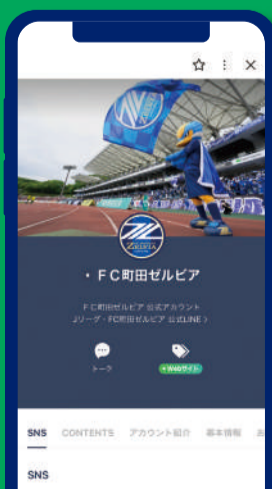 ZELVIA
・ FC町田ゼルビア
FC町田ゼルビア 公式アカウント
Jリーグ・FC町田ゼルビア 公式LINE 〉
トーク
• Webサイト
SNS CONTENTS アカウント紹介 基本情報 お
SNS